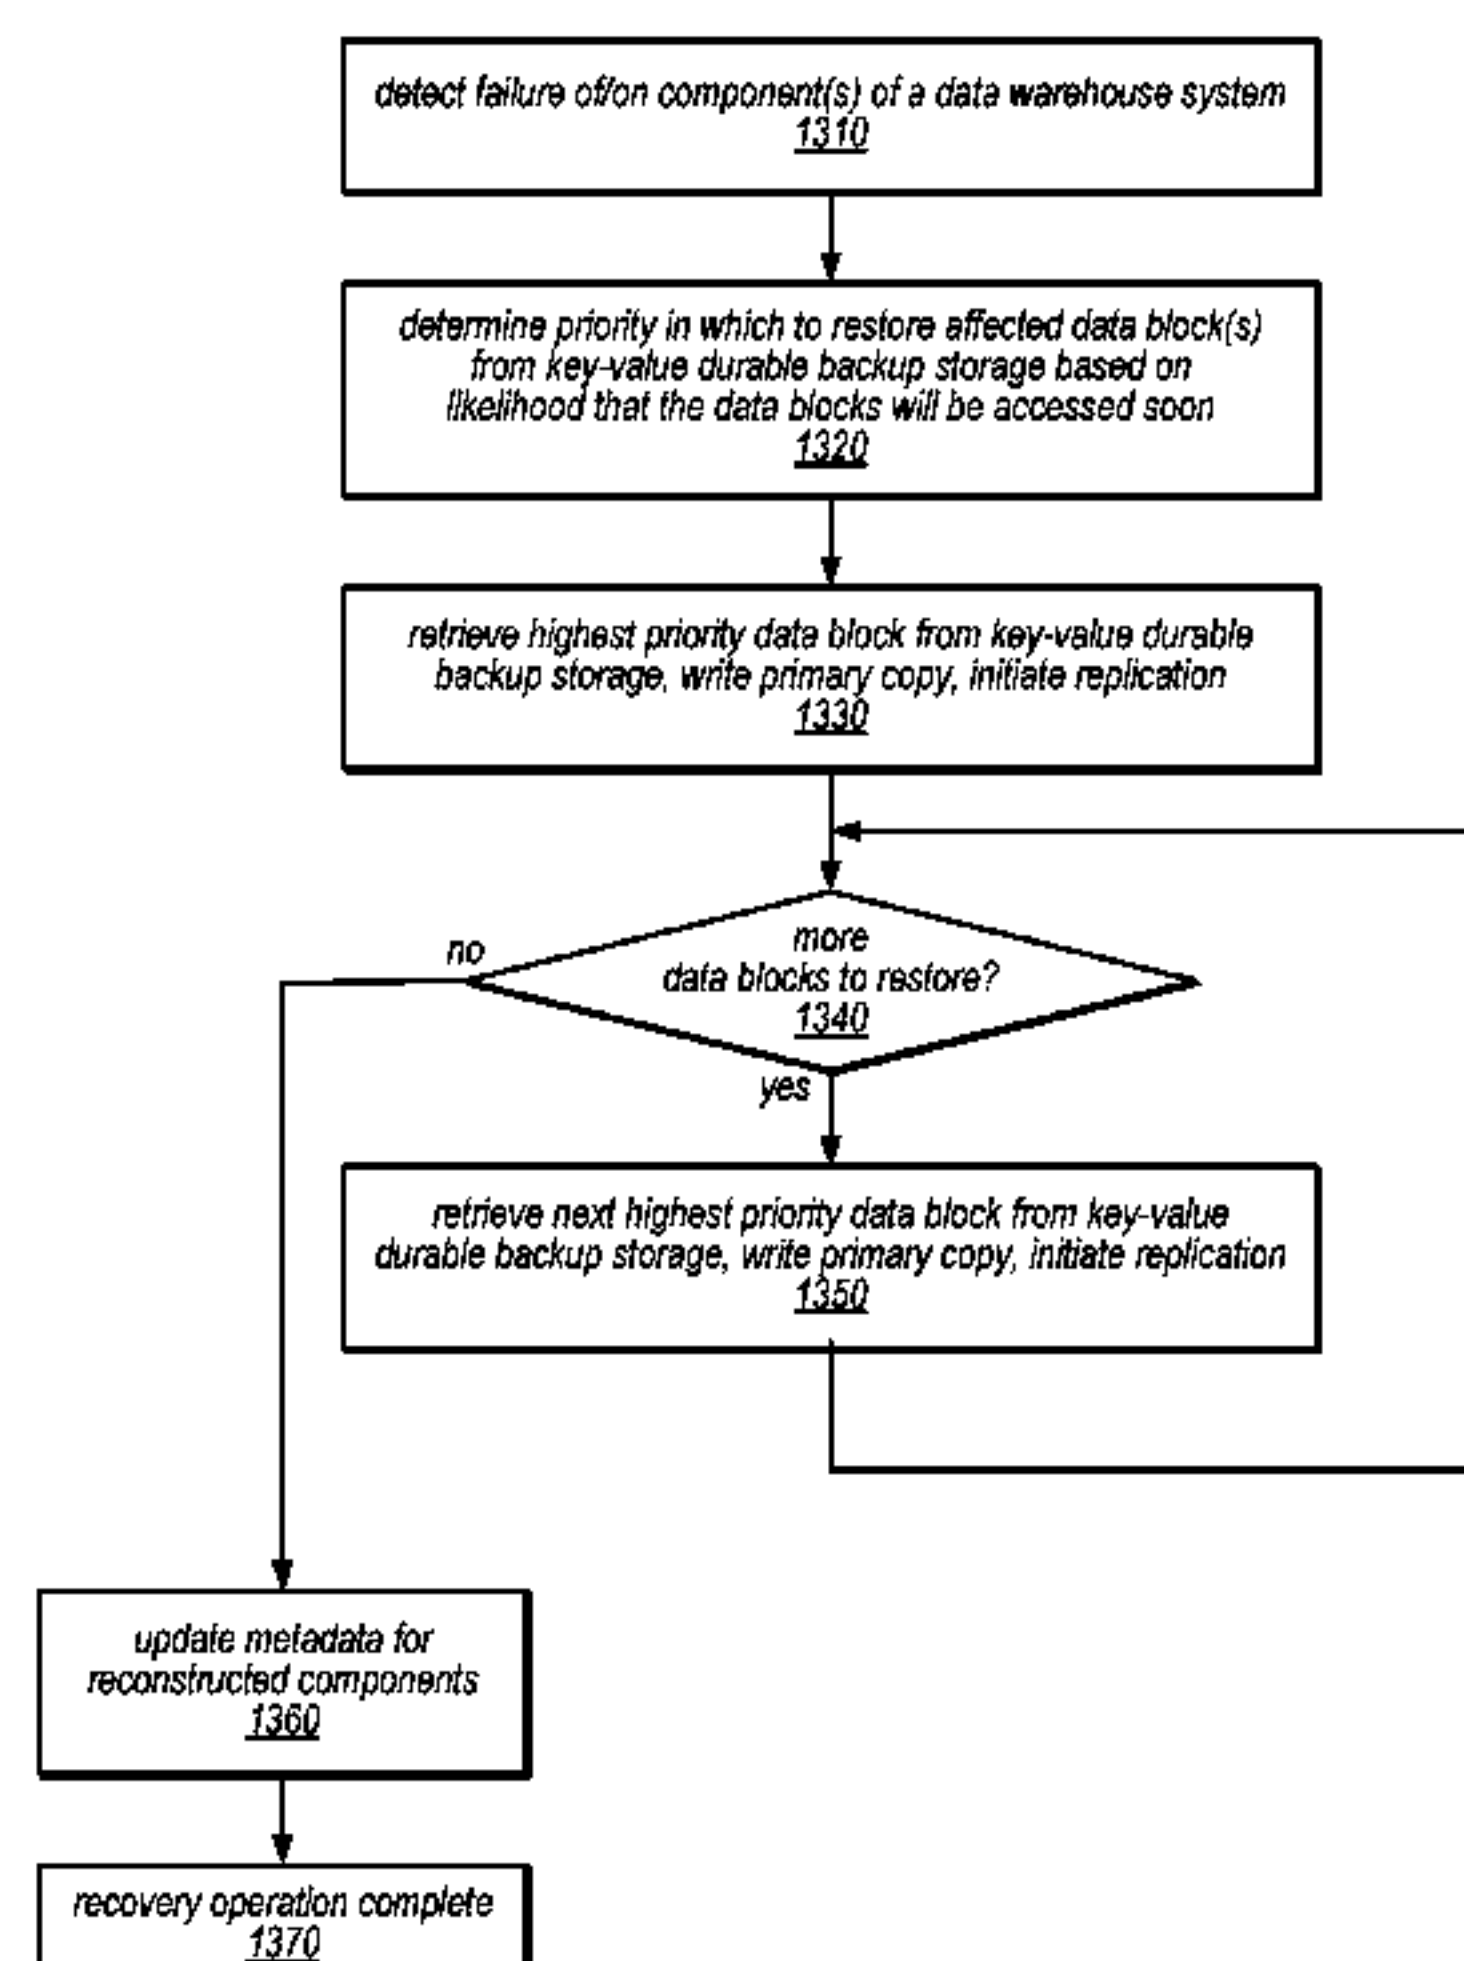 detect failure of/on component(s) of a data warehouse system
1310
determine priority in which to restore affected data block(s)
from key-value durable backup storage based on
likelihood that the data blocks will be accessed soon
1320
retrieve highest priority data block from key-value durable
backup storage, write primary copy, initiate replication
1330
more
data blocks to restore?
1340
no
yes
retrieve next highest priority data block from key-value
durable backup storage, write primary copy, initiate replication
1350
update metadata for
reconstructed components
1360
recovery operation complete
1370